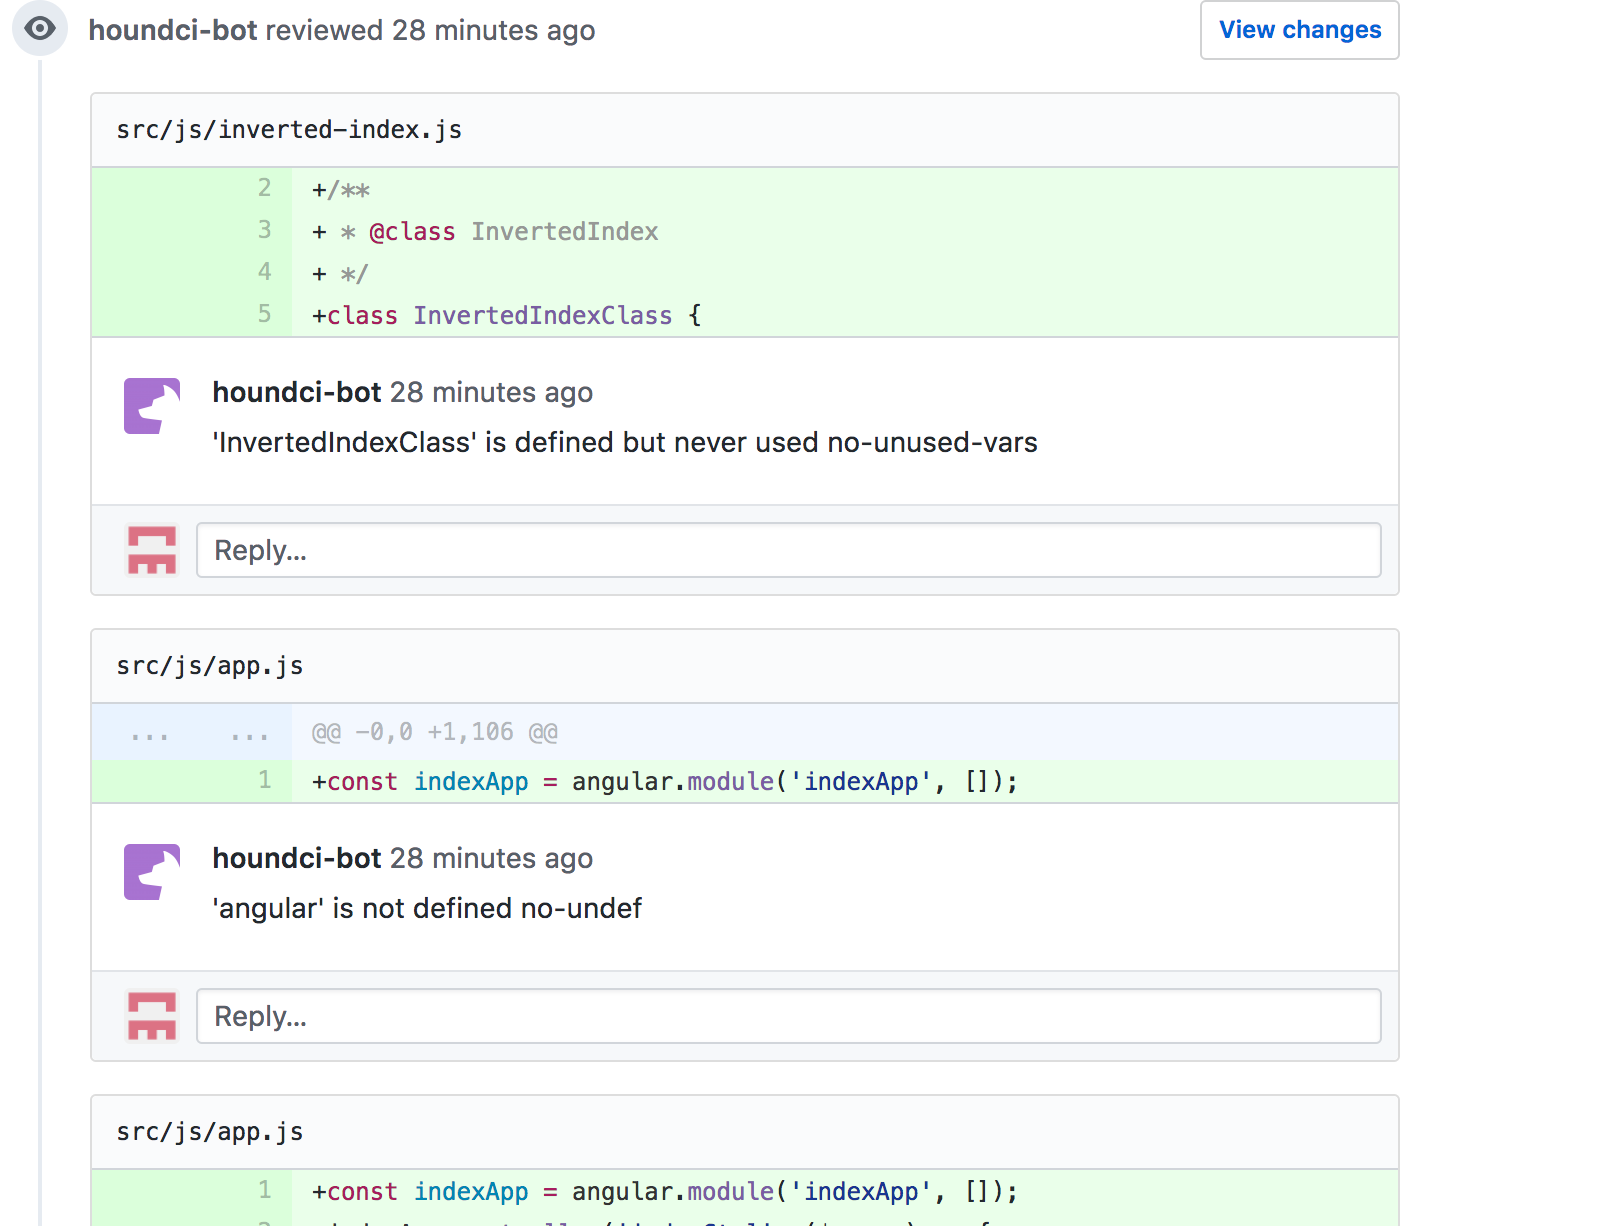 houndci-bot reviewed 28 minutes ago
View changes
src/js/inverted-index.js
2 +/**
3 + * @class InvertedIndex
4 + */
5 +class InvertedIndexClass {
houndci-bot 28 minutes ago
'InvertedIndexClass' is defined but never used no-unused-vars
Reply...
src/js/app.js
... ... @@ -0,0 +1,106 @@
1 +const indexApp = angular.module('indexApp', []);
houndci-bot 28 minutes ago
'angular' is not defined no-undef
Reply...
src/js/app.js
1 +const indexApp = angular.module('indexApp', []);